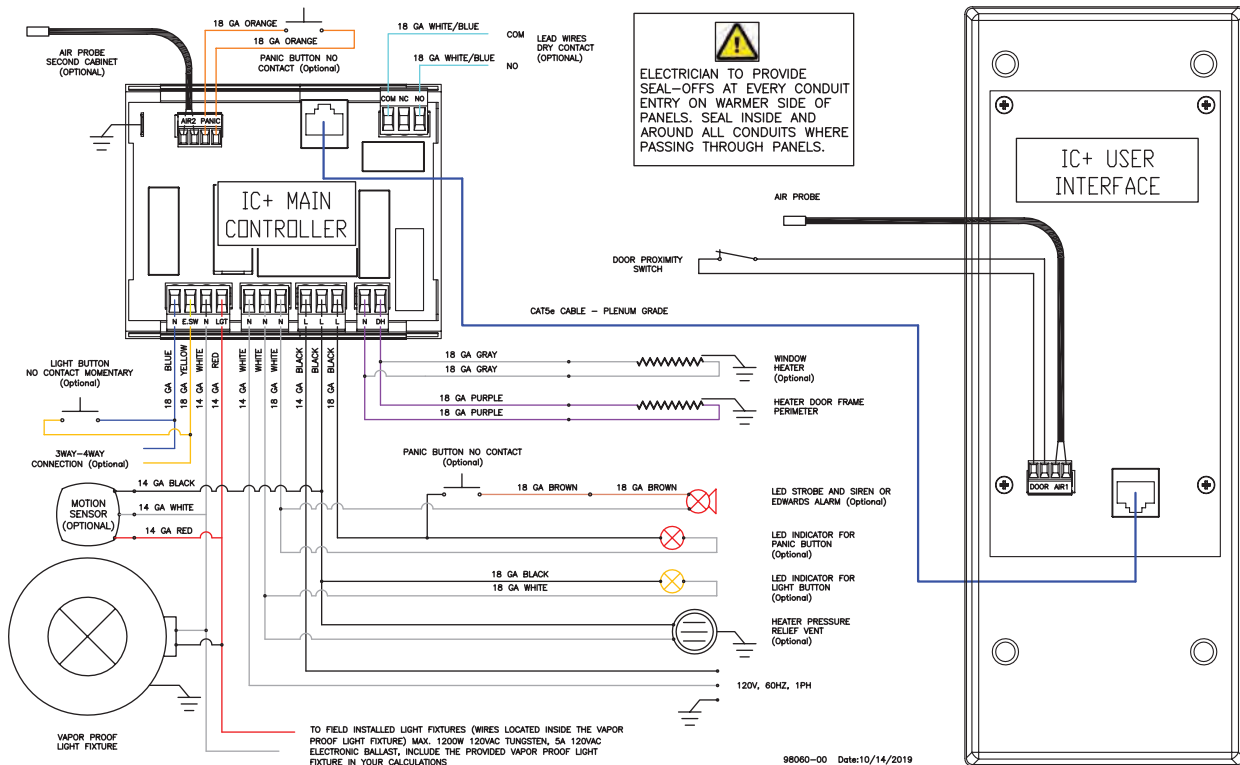 18 GA ORANGE
18 GA ORANGE
AIR PROBE
SECOND CABINET
(OPTIONAL)
PANIC BUTTON NO
CONTACT (Optional)
18 GA WHITE/BLUE
COM
18 GA WHITE/BLUE
NO
LEAD WIRES
DRY CONTACT
(OPTIONAL)
AIR2 PANIC
COM NC NO
IC+ MAIN
CONTROLLER
N E.SW N LGT
N N N
L L L
N DH
ELECTRICIAN TO PROVIDE
SEAL-OFFS AT EVERY CONDUIT
ENTRY ON WARMER SIDE OF
PANELS. SEAL INSIDE AND
AROUND ALL CONDUITS WHERE
PASSING THROUGH PANELS.
IC+ USER
INTERFACE
AIR PROBE
DOOR PROXIMITY
SWITCH
CAT5e CABLE - PLENUM GRADE
DOOR AIR1
LIGHT BUTTON
NO CONTACT MOMENTARY
(Optional)
18 GA BLUE
18 GA YELLOW
14 GA WHITE
14 GA RED
14 GA WHITE
18 GA WHITE
18 GA WHITE
14 GA BLACK
18 GA BLACK
18 GA BLACK
18 GA GRAY
18 GA GRAY
WINDOW
HEATER
(Optional)
18 GA PURPLE
18 GA PURPLE
HEATER DOOR FRAME
PERIMETER
3WAY-4WAY
CONNECTION (Optional)
PANIC BUTTON NO CONTACT
(Optional)
14 GA BLACK
14 GA WHITE
14 GA RED
MOTION
SENSOR
(OPTIONAL)
18 GA BROWN
18 GA BROWN
LED STROBE AND SIREN OR
EDWARDS ALARM (Optional)
LED INDICATOR FOR
PANIC BUTTON
(Optional)
18 GA BLACK
18 GA WHITE
LED INDICATOR FOR
LIGHT BUTTON
(Optional)
HEATER PRESSURE
RELIEF VENT
(Optional)
120V, 60HZ, 1PH
VAPOR PROOF
LIGHT FIXTURE
TO FIELD INSTALLED LIGHT FIXTURES (WIRES LOCATED INSIDE THE VAPOR
PROOF LIGHT FIXTURE) MAX. 1200W 120VAC TUNGSTEN, 5A 120VAC
ELECTRONIC BALLAST, INCLUDE THE PROVIDED VAPOR PROOF LIGHT
FIXTURE IN YOUR CALCULATIONS
98060-00 Date:10/14/2019